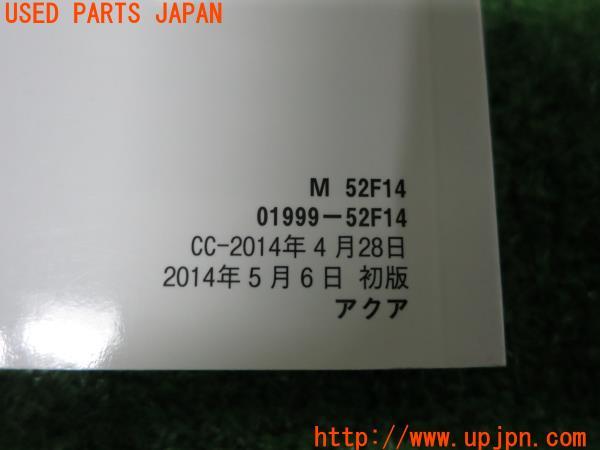 USED PARTS JAPAN
M 52F14
01999-52F14
CC-2014年4月28日
2014年5月6日 初版
アクア
http://www.upjpn.com